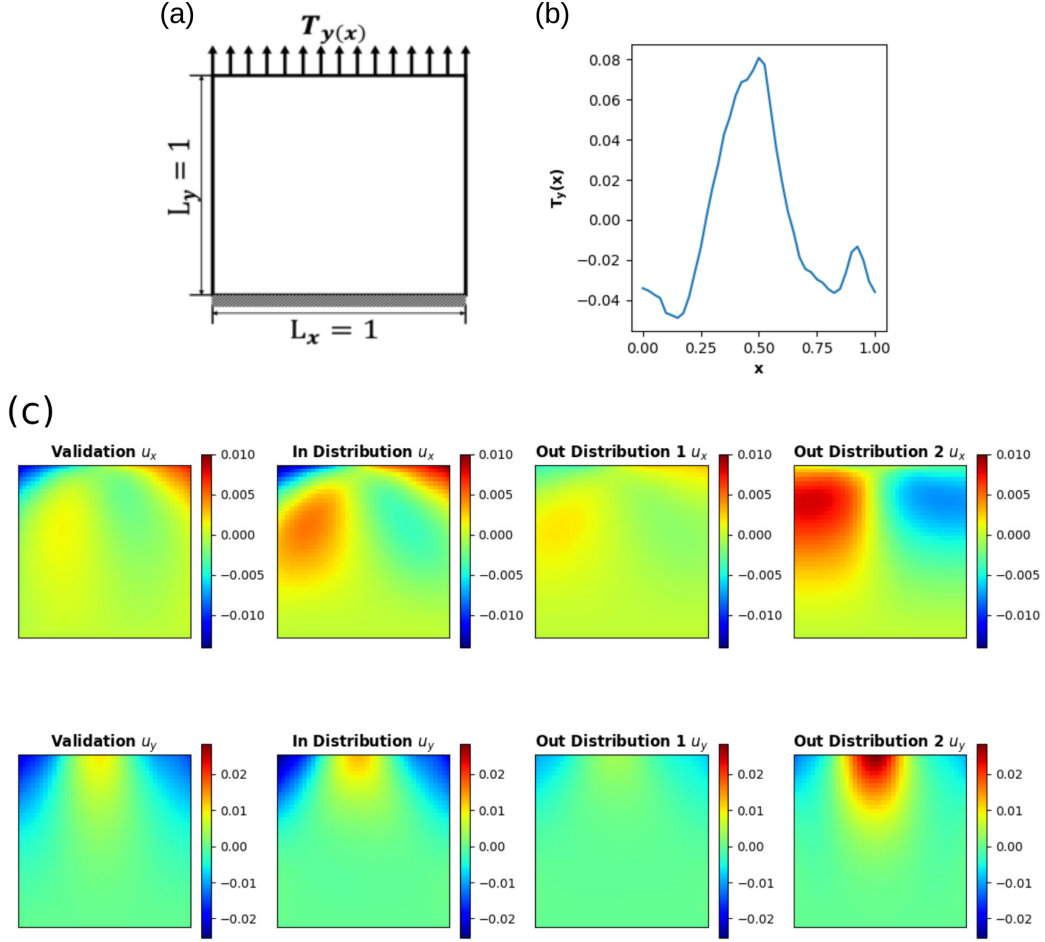 (a)
T_y(x)
L_y = 1
L_x = 1
(b)
T_y(x)
0.08
0.06
0.04
0.02
0.00
−0.02
−0.04
0.00 0.25 0.50 0.75 1.00
x
(c)
Validation u_x
In Distribution u_x
Out Distribution 1 u_x
Out Distribution 2 u_x
0.010
0.005
0.000
−0.005
−0.010
0.010
0.005
0.000
−0.005
−0.010
0.010
0.005
0.000
−0.005
−0.010
0.010
0.005
0.000
−0.005
−0.010
Validation u_y
In Distribution u_y
Out Distribution 1 u_y
Out Distribution 2 u_y
0.02
0.01
0.00
−0.01
−0.02
0.02
0.01
0.00
−0.01
−0.02
0.02
0.01
0.00
−0.01
−0.02
0.02
0.01
0.00
−0.01
−0.02